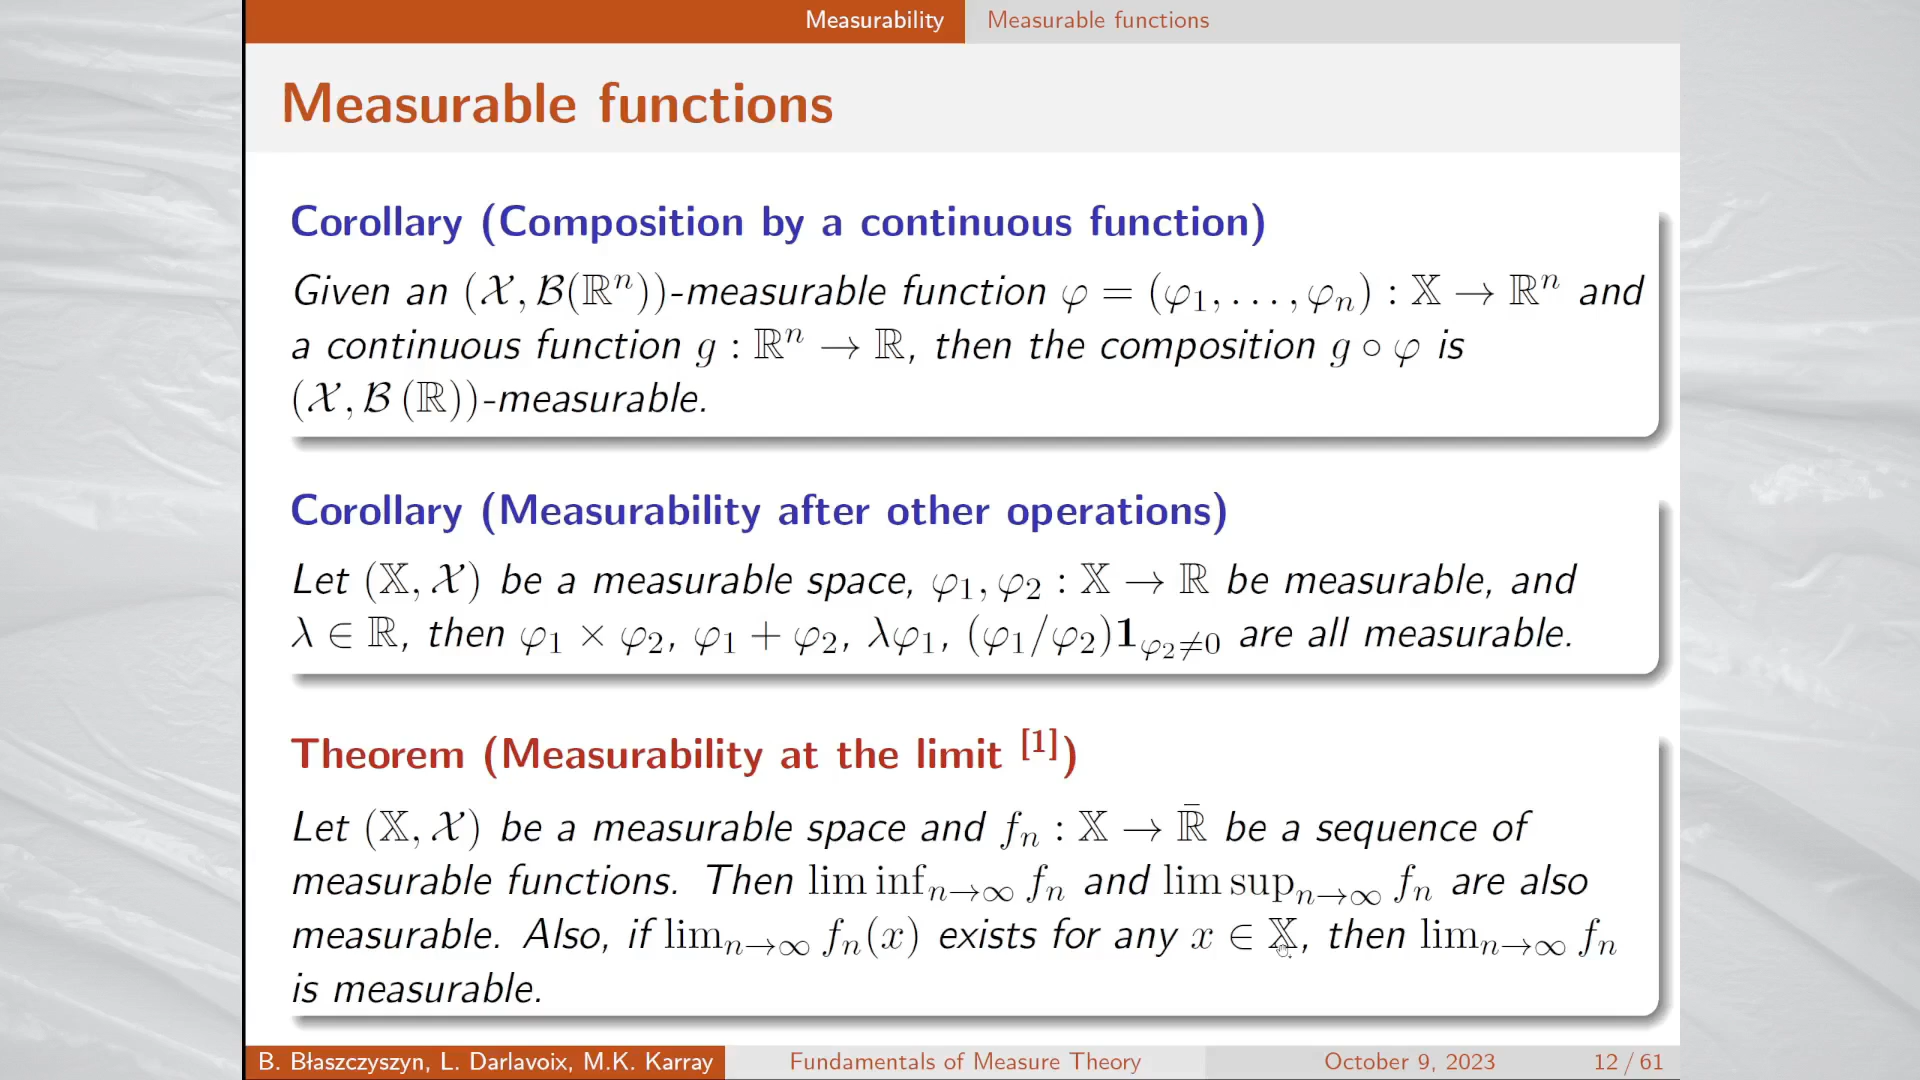 Measurability Measurable functions
Measurable functions
Corollary (Composition by a continuous function)
Given an (𝒳, ℬ(ℝⁿ))-measurable function φ = (φ₁, . . . , φₙ) : 𝕏 → ℝⁿ and
a continuous function g : ℝⁿ → ℝ, then the composition g ∘ φ is
(𝒳, ℬ (ℝ))-measurable.
Corollary (Measurability after other operations)
Let (𝕏, 𝒳) be a measurable space, φ₁, φ₂ : 𝕏 → ℝ be measurable, and
λ ∈ ℝ, then φ₁ × φ₂, φ₁ + φ₂, λφ₁, (φ₁/φ₂)𝟏_{φ₂≠0} are all measurable.
Theorem (Measurability at the limit [1])
Let (𝕏, 𝒳) be a measurable space and fₙ : 𝕏 → ℝ̄ be a sequence of
measurable functions. Then lim inf_{n→∞} fₙ and lim sup_{n→∞} fₙ are also
measurable. Also, if lim_{n→∞} fₙ(x) exists for any x ∈ 𝕏, then lim_{n→∞} fₙ
is measurable.
B. Błaszczyszyn, L. Darlavoix, M.K. Karray Fundamentals of Measure Theory October 9, 2023 12 / 61